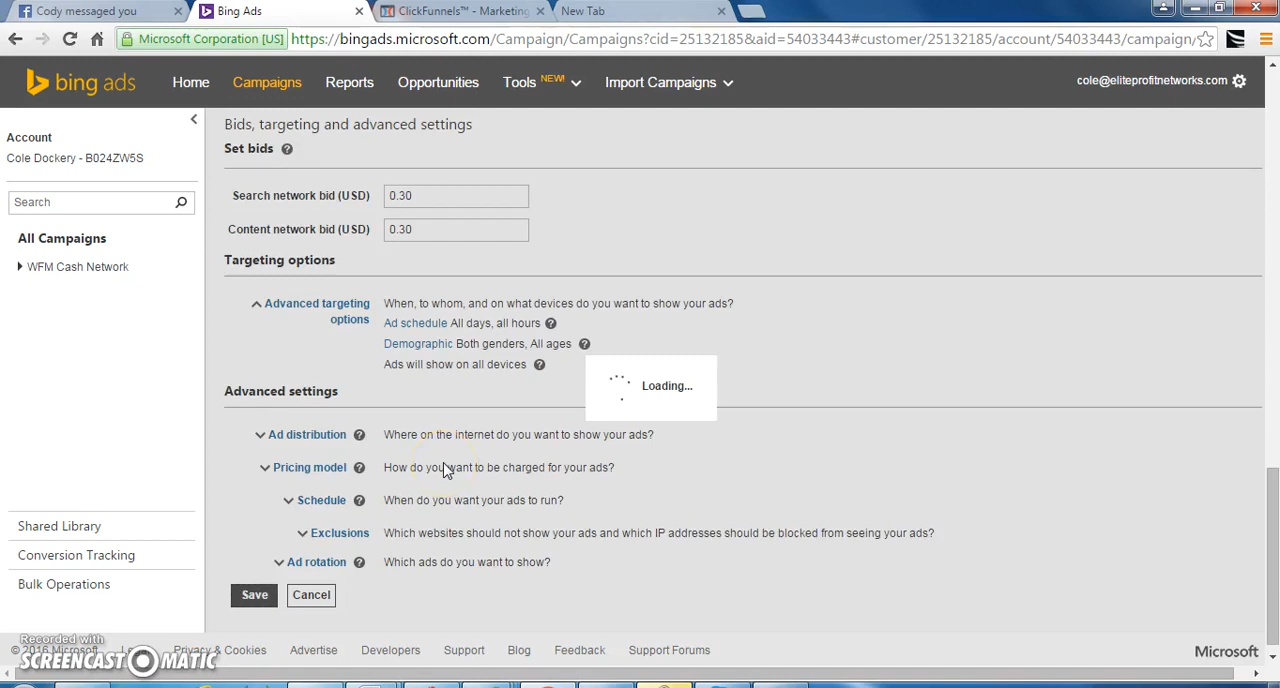 Cody messaged you
Bing Ads
ClickFunnels™ - Marketing
New Tab
Microsoft Corporation [US]
https://bingads.microsoft.com/Campaign/Campaigns?cid=25132185&aid=54033443#customer/25132185/account/54033443/campaign/
bing ads
Home
Campaigns
Reports
Opportunities
Tools NEW!
Import Campaigns
cole@eliteprofitnetworks.com
Account
Cole Dockery - B024ZW5S
Search
All Campaigns
WFM Cash Network
Shared Library
Conversion Tracking
Bulk Operations
Bids, targeting and advanced settings
Set bids
Search network bid (USD) 0.30
Content network bid (USD) 0.30
Targeting options
Advanced targeting options
When, to whom, and on what devices do you want to show your ads?
Ad schedule All days, all hours
Demographic Both genders, All ages
Ads will show on all devices
Loading...
Advanced settings
Ad distribution Where on the internet do you want to show your ads?
Pricing model How do you want to be charged for your ads?
Schedule When do you want your ads to run?
Exclusions Which websites should not show your ads and which IP addresses should be blocked from seeing your ads?
Ad rotation Which ads do you want to show?
Save
Cancel
© 2016
Privacy & Cookies
Advertise
Developers
Support
Blog
Feedback
Support Forums
Microsoft
Recorded with
SCREENCAST-O-MATIC